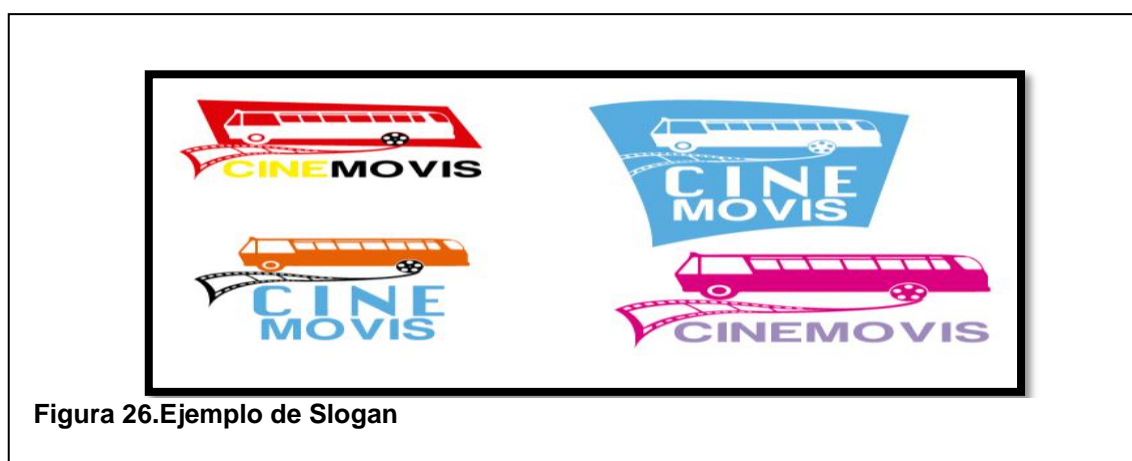 CINEMOVIS
CINE
MOVIS
CINE
MOVIS
CINEMOVIS
Figura 26.Ejemplo de Slogan